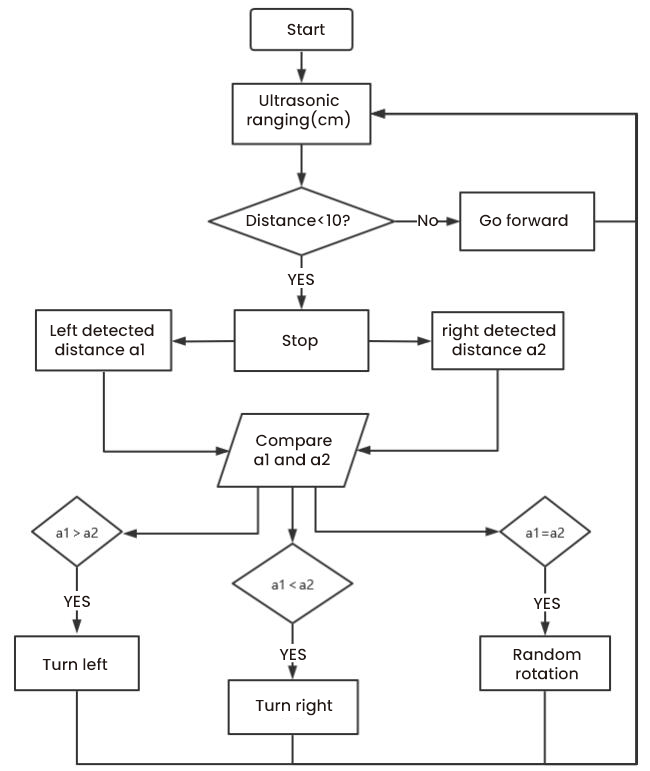 Start
Ultrasonic
ranging(cm)
Distance<10?
No
Go forward
YES
Left detected
distance a1
Stop
right detected
distance a2
Compare
a1 and a2
a1 > a2
a1 < a2
a1=a2
YES
YES
YES
Turn left
Turn right
Random
rotation